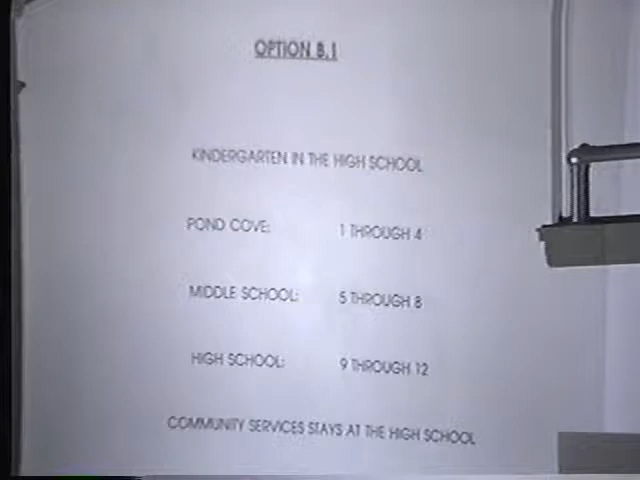 OPTION B.1
KINDERGARTEN IN THE HIGH SCHOOL
POND COVE: 1 THROUGH 4
MIDDLE SCHOOL: 5 THROUGH 8
HIGH SCHOOL: 9 THROUGH 12
COMMUNITY SERVICES STAYS AT THE HIGH SCHOOL